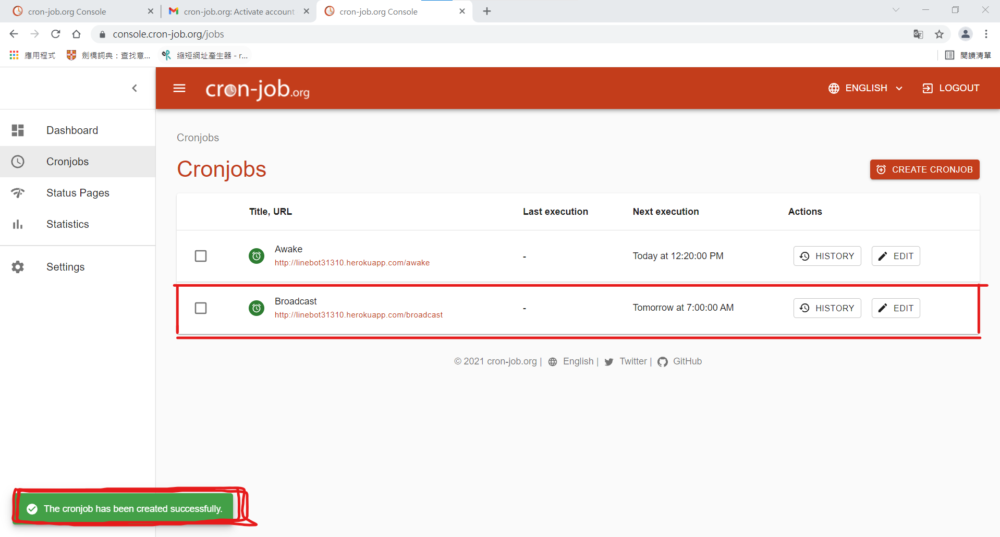 cron-job.org Console
cron-job.org: Activate account
cron-job.org Console
console.cron-job.org/jobs
應用程式
劍橋詞典：查找意...
縮短網址產生器 - r...
閱讀清單
cron-job.org
ENGLISH
LOGOUT
Dashboard
Cronjobs
Status Pages
Statistics
Settings
Cronjobs
Cronjobs
CREATE CRONJOB
Title, URL Last execution Next execution Actions
Awake
http://linebot31310.herokuapp.com/awake
- Today at 12:20:00 PM HISTORY EDIT
Broadcast
http://linebot31310.herokuapp.com/broadcast
- Tomorrow at 7:00:00 AM HISTORY EDIT
© 2021 cron-job.org | English | Twitter | GitHub
The cronjob has been created successfully.